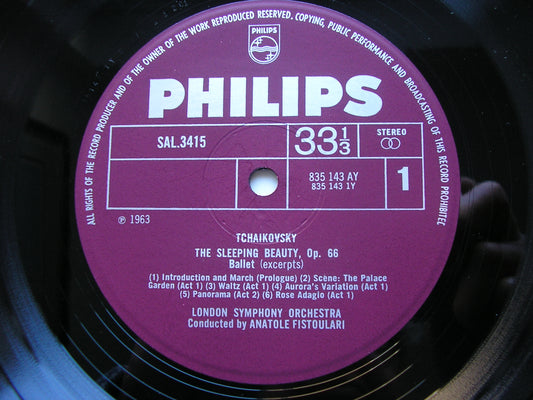 ALL RIGHTS OF THE RECORD PRODUCER AND OF THE OWNER OF THE WORK REPRODUCED RESERVED. COPYING, PUBLIC PERFORMANCE AND BROADCASTING OF THIS RECORD PROHIBITED
PHILIPS
PHILIPS
SAL.3415
33⅓
STEREO
835 143 AY
835 143 1Y
1
℗ 1963
TCHAIKOVSKY
THE SLEEPING BEAUTY, Op. 66
Ballet (excerpts)
(1) Introduction and March (Prologue) (2) Scene: The Palace
Garden (Act 1) (3) Waltz (Act 1) (4) Aurora's Variation (Act 1)
(5) Panorama (Act 2) (6) Rose Adagio (Act 1)
LONDON SYMPHONY ORCHESTRA
Conducted by ANATOLE FISTOULARI